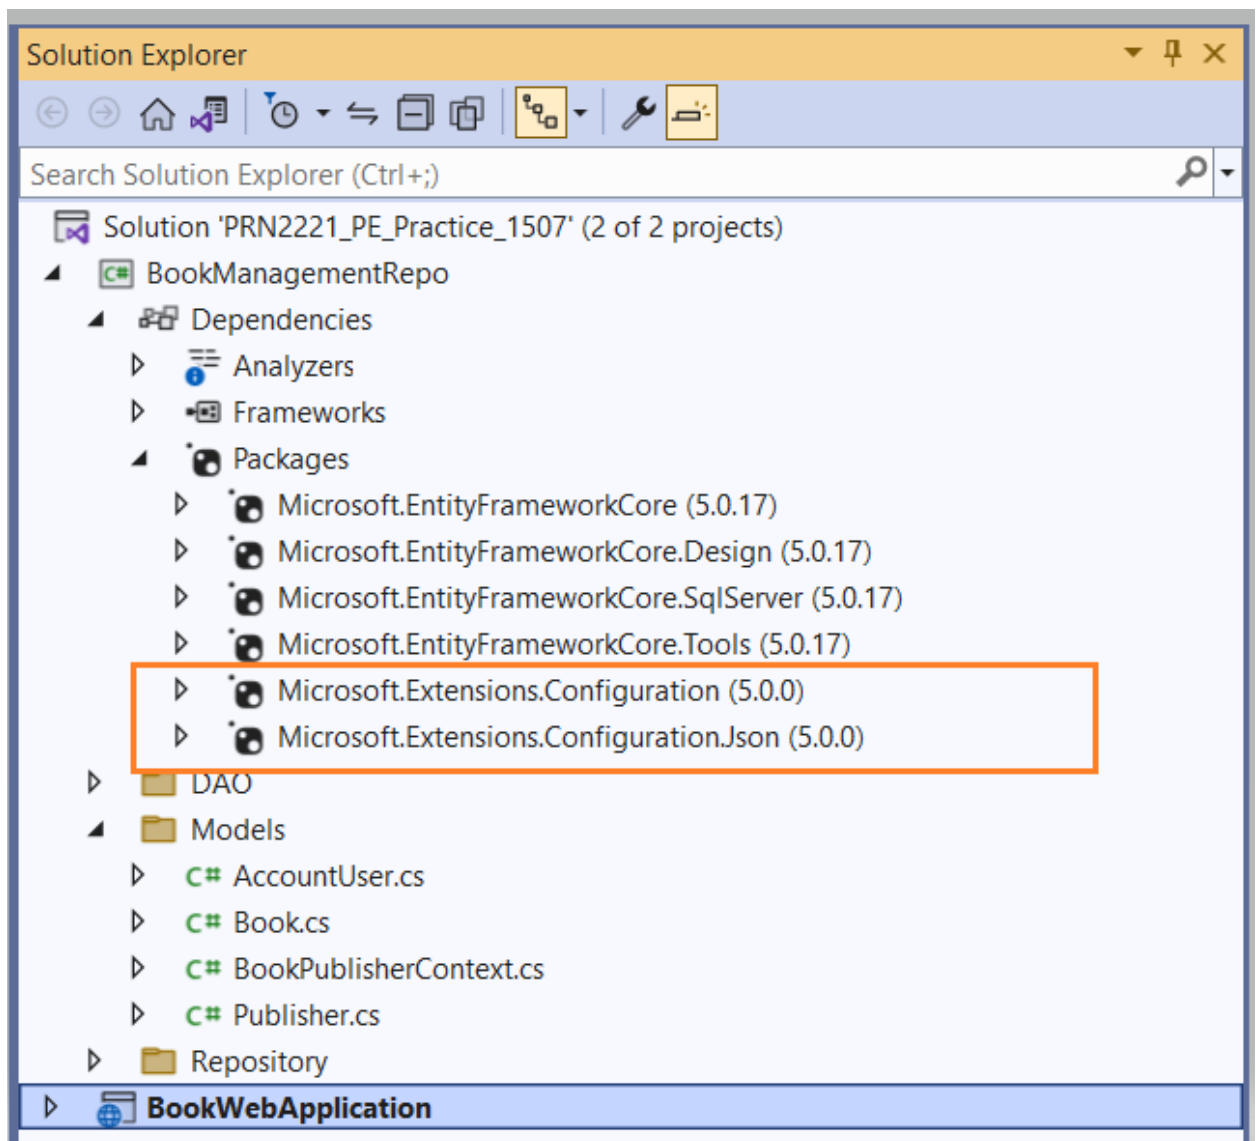 Solution Explorer
Search Solution Explorer (Ctrl+;)
Solution 'PRN2221_PE_Practice_1507' (2 of 2 projects)
C# BookManagementRepo
Dependencies
Analyzers
Frameworks
Packages
Microsoft.EntityFrameworkCore (5.0.17)
Microsoft.EntityFrameworkCore.Design (5.0.17)
Microsoft.EntityFrameworkCore.SqlServer (5.0.17)
Microsoft.EntityFrameworkCore.Tools (5.0.17)
Microsoft.Extensions.Configuration (5.0.0)
Microsoft.Extensions.Configuration.Json (5.0.0)
DAO
Models
C# AccountUser.cs
C# Book.cs
C# BookPublisherContext.cs
C# Publisher.cs
Repository
BookWebApplication